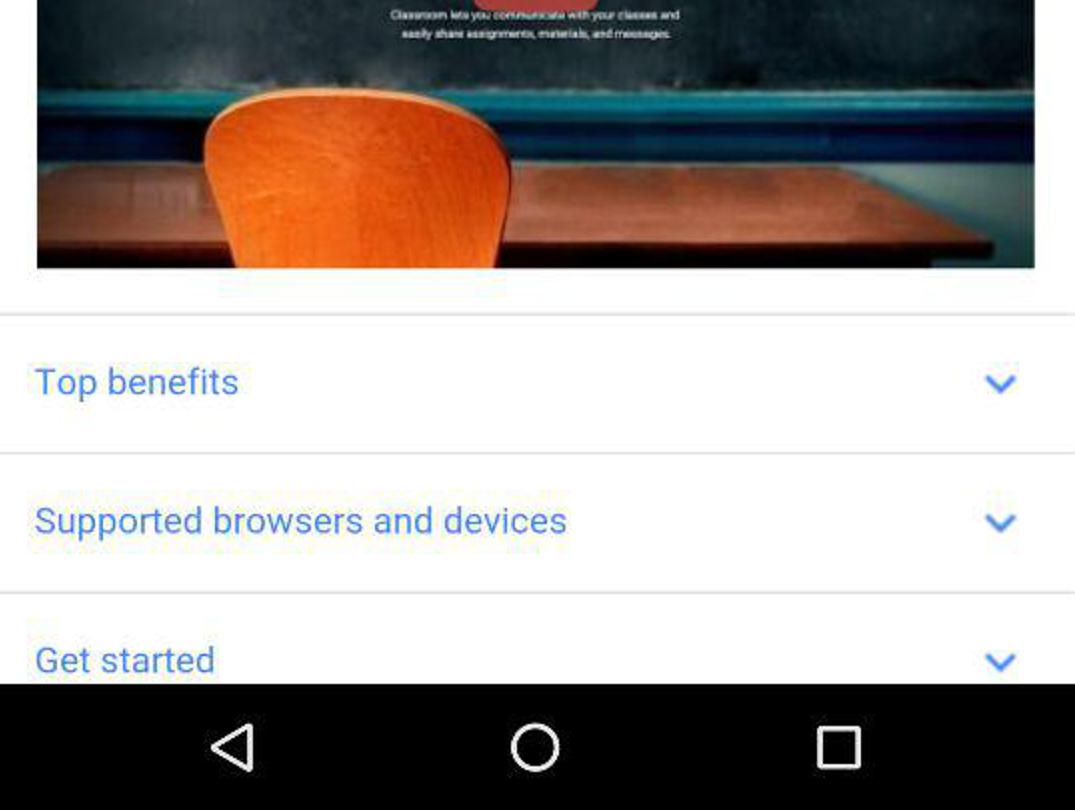 Classroom lets you communicate with your classes and
easily share assignments, materials, and messages.
Top benefits
Supported browsers and devices
Get started